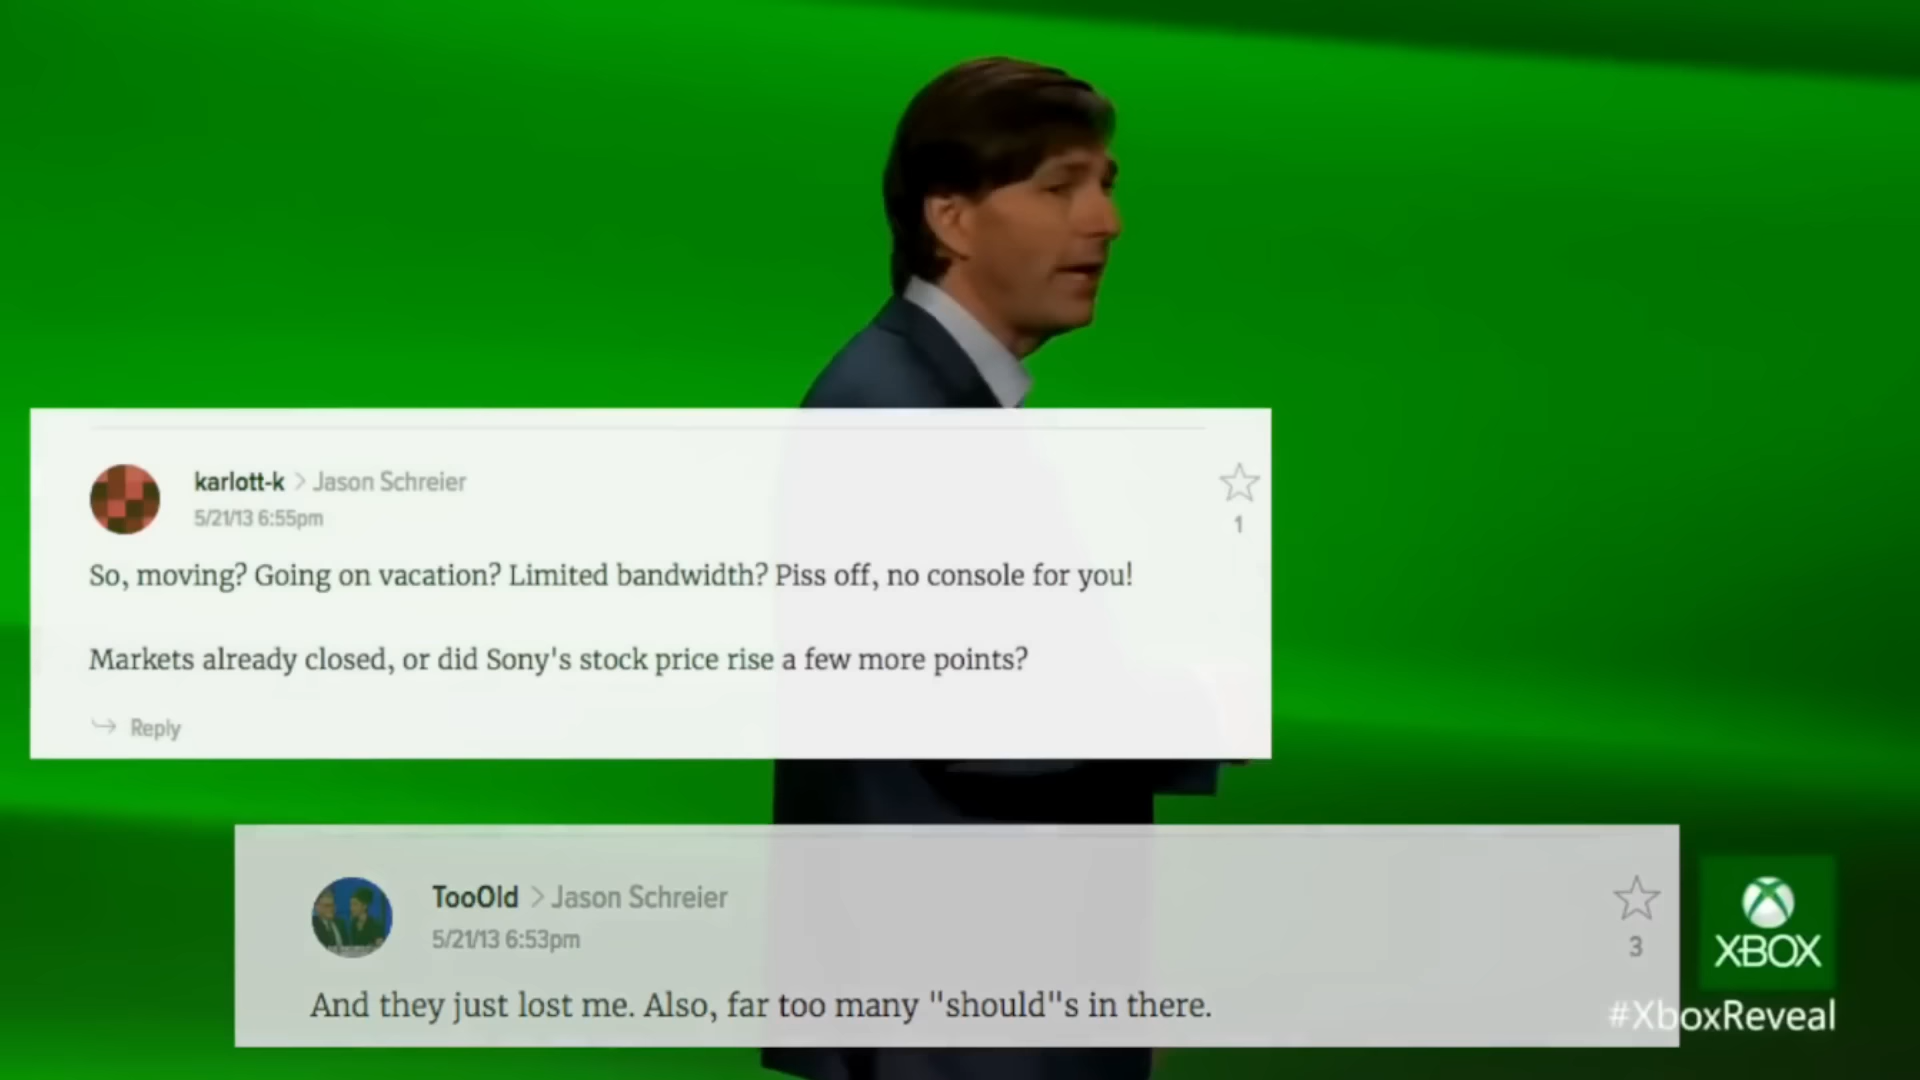 karlott-k > Jason Schreier
5/21/13 6:55pm
1
So, moving? Going on vacation? Limited bandwidth? Piss off, no console for you!
Markets already closed, or did Sony's stock price rise a few more points?
Reply
TooOld > Jason Schreier
5/21/13 6:53pm
3
And they just lost me. Also, far too many "should"s in there.
XBOX
#XboxReveal